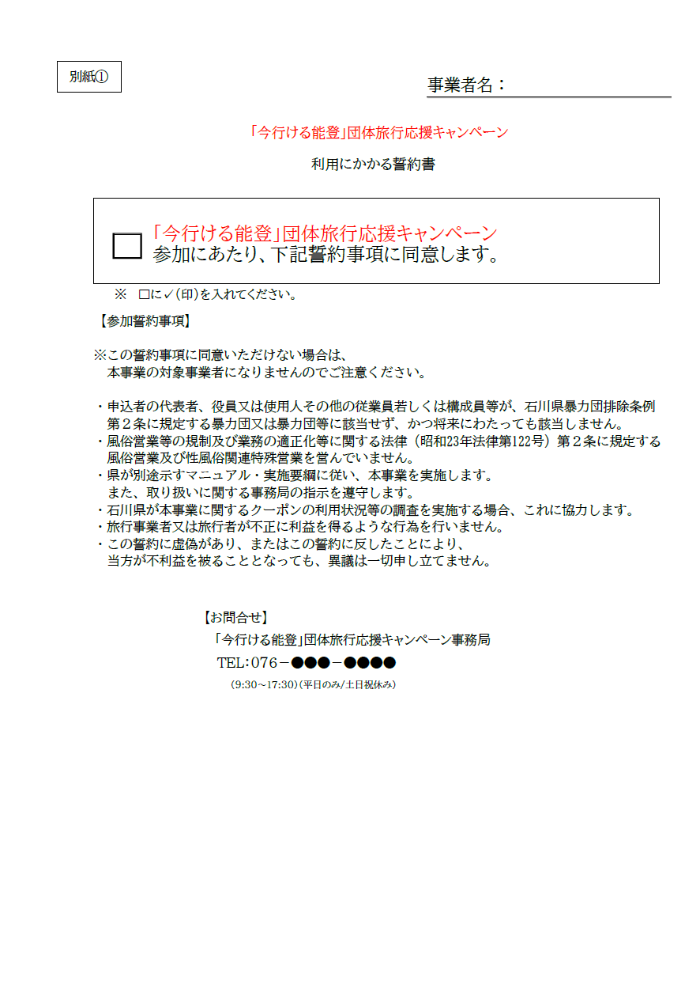 別紙①
事業者名：
「今行ける能登」団体旅行応援キャンペーン
利用にかかる誓約書
□ 「今行ける能登」団体旅行応援キャンペーン
参加にあたり、下記誓約事項に同意します。
※　□に✓（印）を入れてください。
【参加誓約事項】
※この誓約事項に同意いただけない場合は、
本事業の対象事業者になりませんのでご注意ください。
・申込者の代表者、役員又は使用人その他の従業員若しくは構成員等が、石川県暴力団排除条例
第２条に規定する暴力団又は暴力団等に該当せず、かつ将来にわたっても該当しません。
・風俗営業等の規制及び業務の適正化等に関する法律（昭和23年法律第122号）第２条に規定する
風俗営業及び性風俗関連特殊営業を営んでいません。
・県が別途示すマニュアル・実施要綱に従い、本事業を実施します。
また、取り扱いに関する事務局の指示を遵守します。
・石川県が本事業に関するクーポンの利用状況等の調査を実施する場合、これに協力します。
・旅行事業者又は旅行者が不正に利益を得るような行為を行いません。
・この誓約に虚偽があり、またはこの誓約に反したことにより、
当方が不利益を被ることとなっても、異議は一切申し立てません。
【お問合せ】
「今行ける能登」団体旅行応援キャンペーン事務局
TEL：076－●●●－●●●●
（9:30～17:30）（平日のみ/土日祝休み）